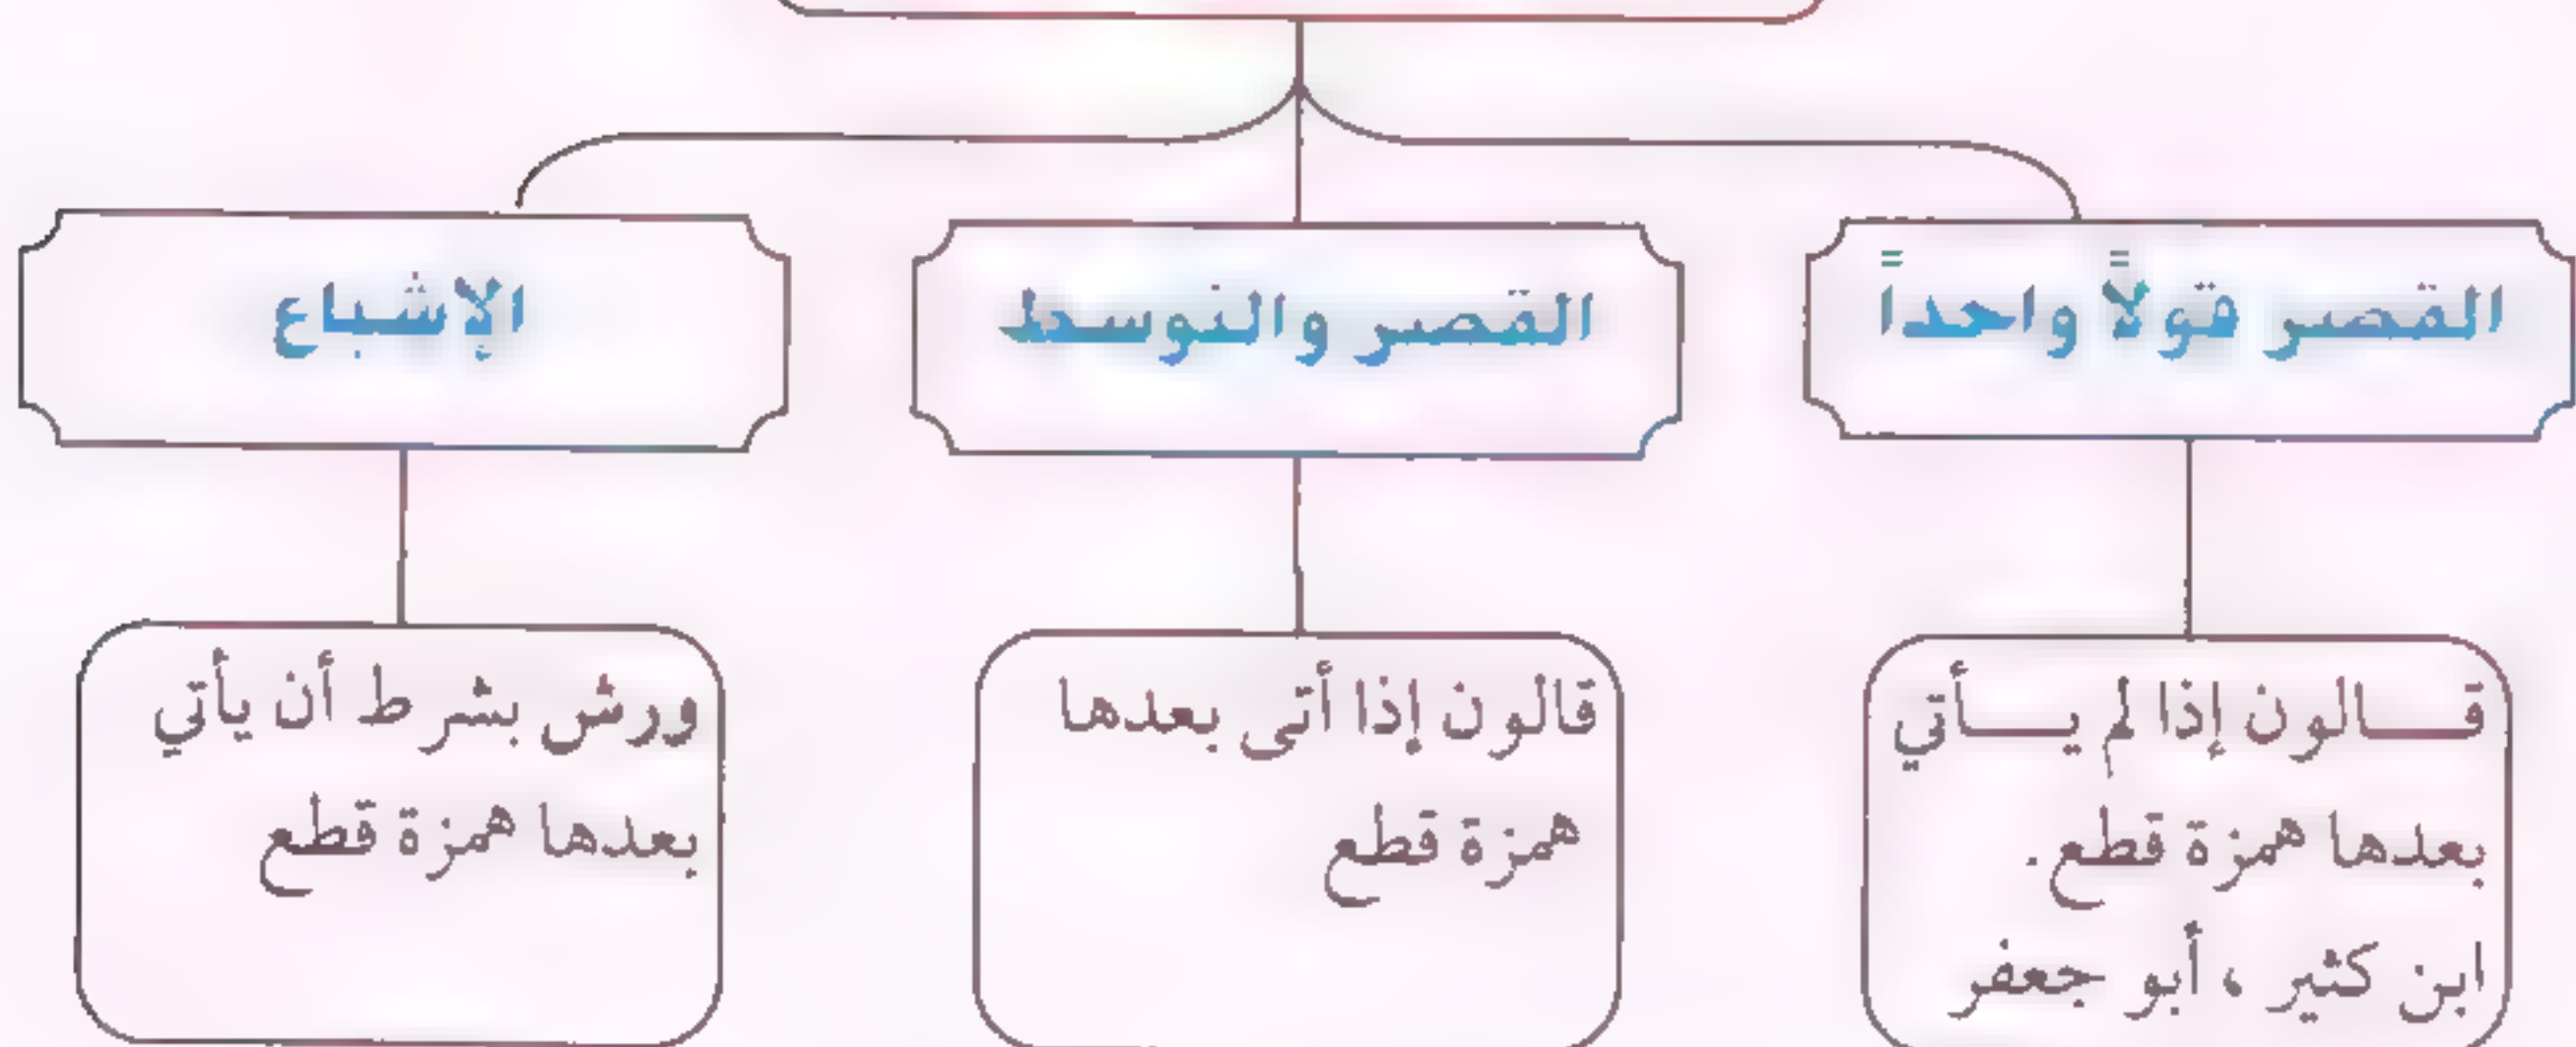 القصر قولاً واحداً
القصر والتوسط
الإشباع
قالون إذا لم يأتي
بعدها همزة قطع.
ابن كثير ، أبو جعفر
قالون إذا أتى بعدها
همزة قطع
ورش بشرط أن يأتي
بعدها همزة قطع